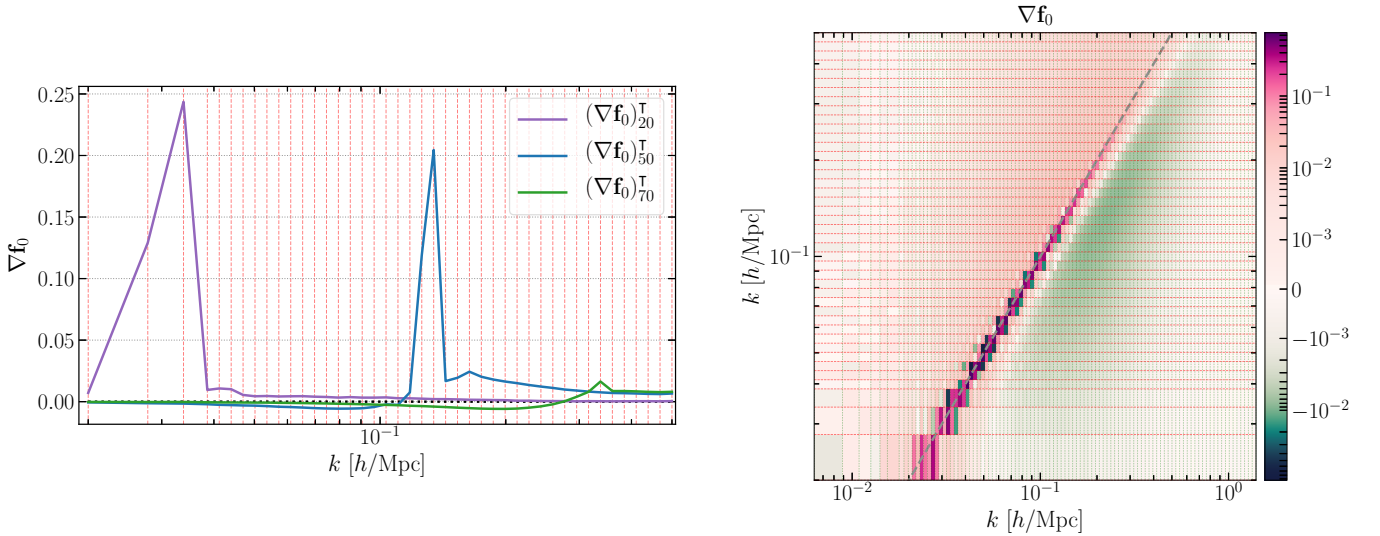 0.25
0.20
0.15
0.10
0.05
0.00
∇f₀
10⁻¹
k [h/Mpc]
(∇f₀)ᵀ₂₀
(∇f₀)ᵀ₅₀
(∇f₀)ᵀ₇₀
∇f₀
10⁻¹
k [h/Mpc]
10⁻² 10⁻¹ 10⁰
k [h/Mpc]
10⁻¹
10⁻²
10⁻³
0
−10⁻³
−10⁻²